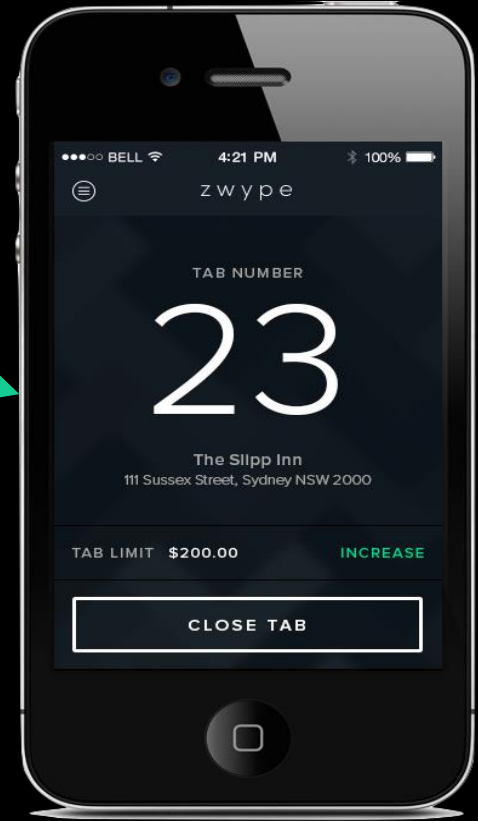 BELL 4:21 PM 100%
zwype
TAB NUMBER
23
The Slipp Inn
111 Sussex Street, Sydney NSW 2000
TAB LIMIT $200.00 INCREASE
CLOSE TAB